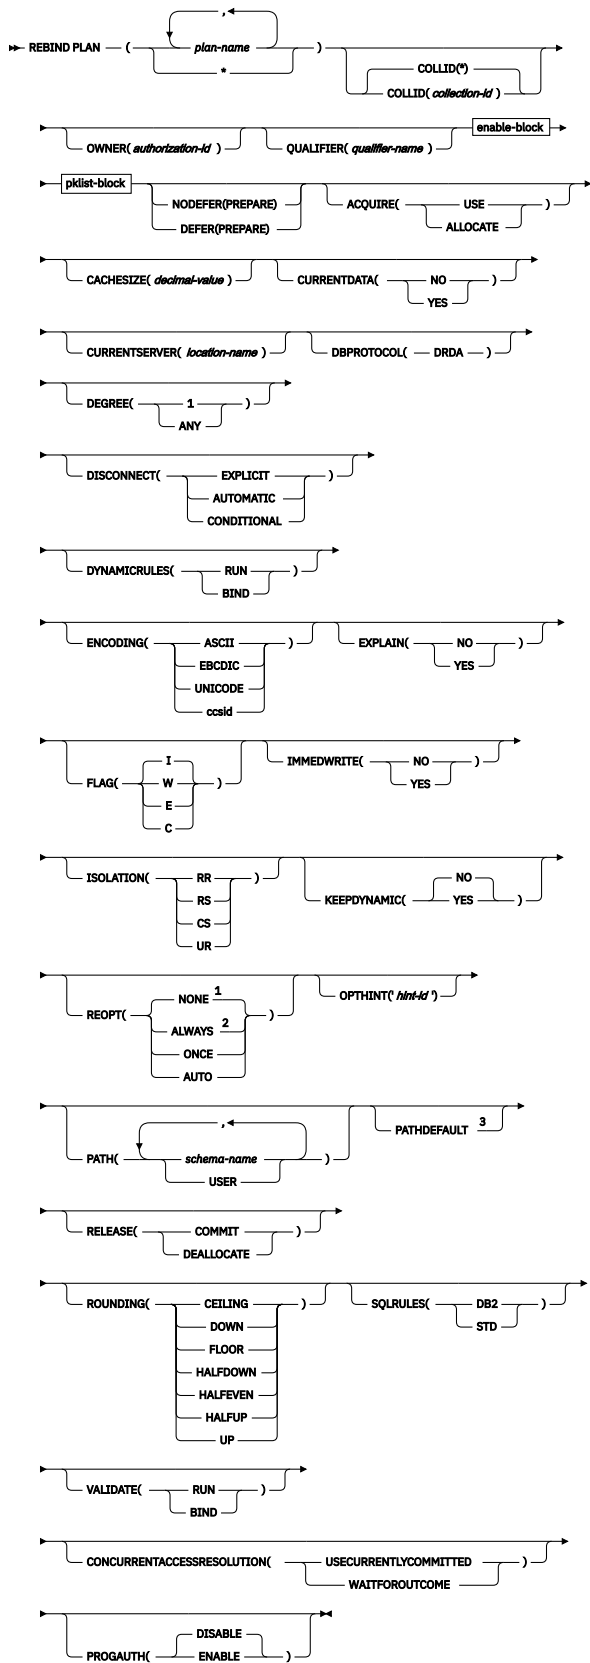 ,
REBIND PLAN ( plan-name )
*
COLLID(*)
COLLID( collection-id )
OWNER( authorization-id ) QUALIFIER( qualifier-name ) enable-block
pklist-block
NODEFER(PREPARE) ACQUIRE( USE )
DEFER(PREPARE) ALLOCATE
CACHESIZE( decimal-value ) CURRENTDATA( NO )
YES
CURRENTSERVER( location-name ) DBPROTOCOL( DRDA )
DEGREE( 1 )
ANY
DISCONNECT( EXPLICIT )
AUTOMATIC
CONDITIONAL
DYNAMICRULES( RUN )
BIND
ENCODING( ASCII ) EXPLAIN( NO )
EBCDIC YES
UNICODE
ccsid
I
FLAG( W ) IMMEDWRITE( NO )
E YES
C
ISOLATION( RR ) NO
RS KEEPDYNAMIC( YES )
CS
UR
NONE 1 OPTHINT(' hint-id ')
REOPT( ALWAYS 2 )
ONCE
AUTO
,
PATH( schema-name ) PATHDEFAULT 3
USER
RELEASE( COMMIT )
DEALLOCATE
ROUNDING( CEILING ) SQLRULES( DB2 )
DOWN STD
FLOOR
HALFDOWN
HALFEVEN
HALFUP
UP
VALIDATE( RUN )
BIND
CONCURRENTACCESSRESOLUTION( USECURRENTLYCOMMITTED )
WAITFOROUTCOME
DISABLE
PROGAUTH( ENABLE )